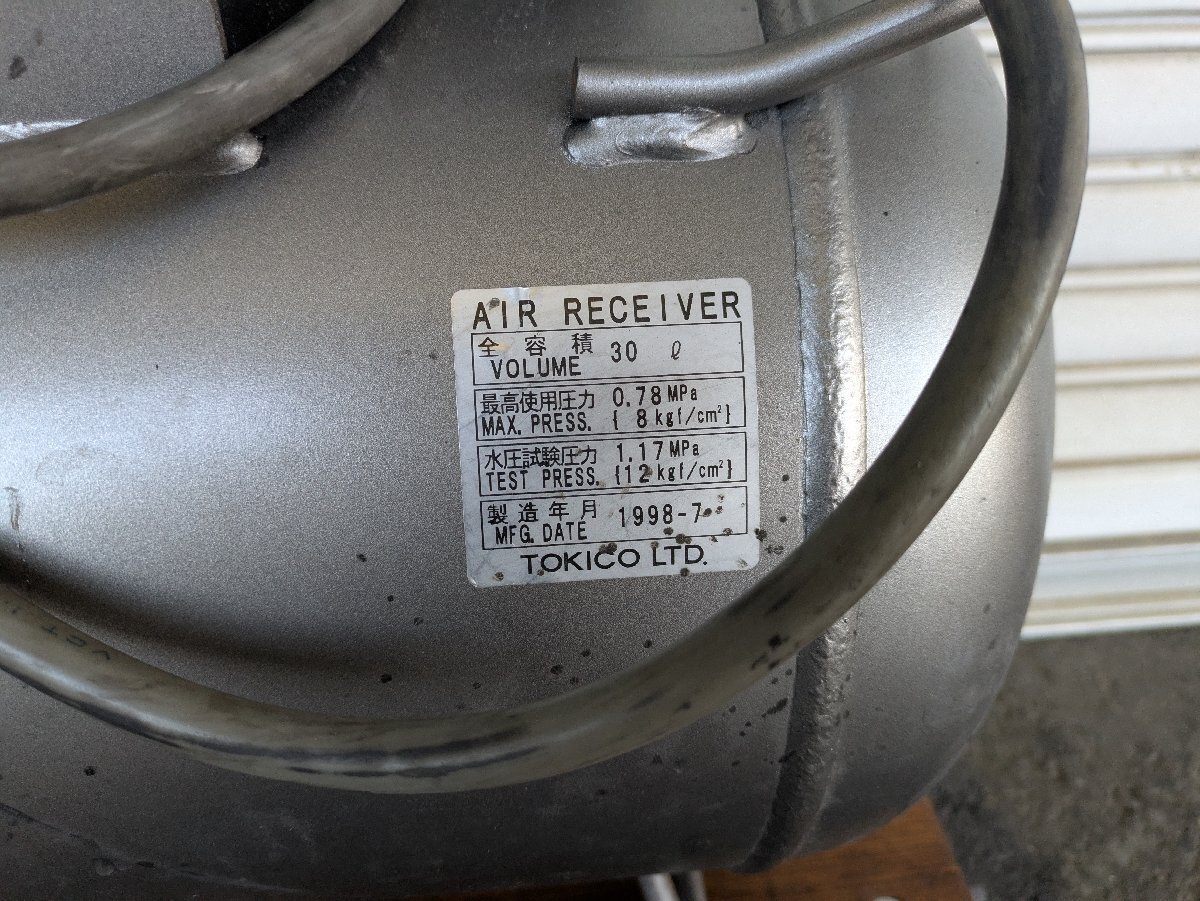 AIR RECEIVER
全容積 30 ℓ
VOLUME
最高使用圧力 0.78 MPa
MAX. PRESS. { 8 kgf/cm²}
水圧試験圧力 1.17 MPa
TEST PRESS. {12 kgf/cm²}
製造年月 1998-7
MFG. DATE
TOKICO LTD.
VCT